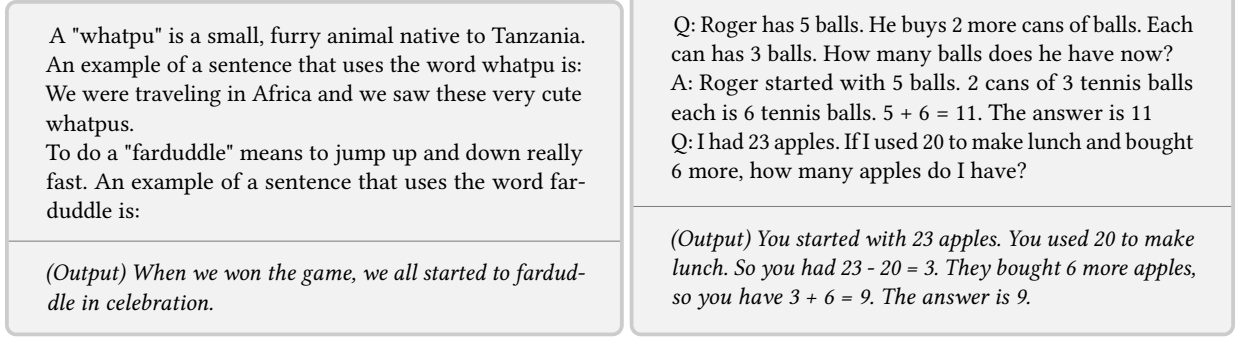 A "whatpu" is a small, furry animal native to Tanzania.
An example of a sentence that uses the word whatpu is:
We were traveling in Africa and we saw these very cute
whatpus.
To do a "farduddle" means to jump up and down really
fast. An example of a sentence that uses the word far-
duddle is:
(Output) When we won the game, we all started to fardud-
dle in celebration.
Q: Roger has 5 balls. He buys 2 more cans of balls. Each
can has 3 balls. How many balls does he have now?
A: Roger started with 5 balls. 2 cans of 3 tennis balls
each is 6 tennis balls. 5 + 6 = 11. The answer is 11
Q: I had 23 apples. If I used 20 to make lunch and bought
6 more, how many apples do I have?
(Output) You started with 23 apples. You used 20 to make
lunch. So you had 23 - 20 = 3. They bought 6 more apples,
so you have 3 + 6 = 9. The answer is 9.